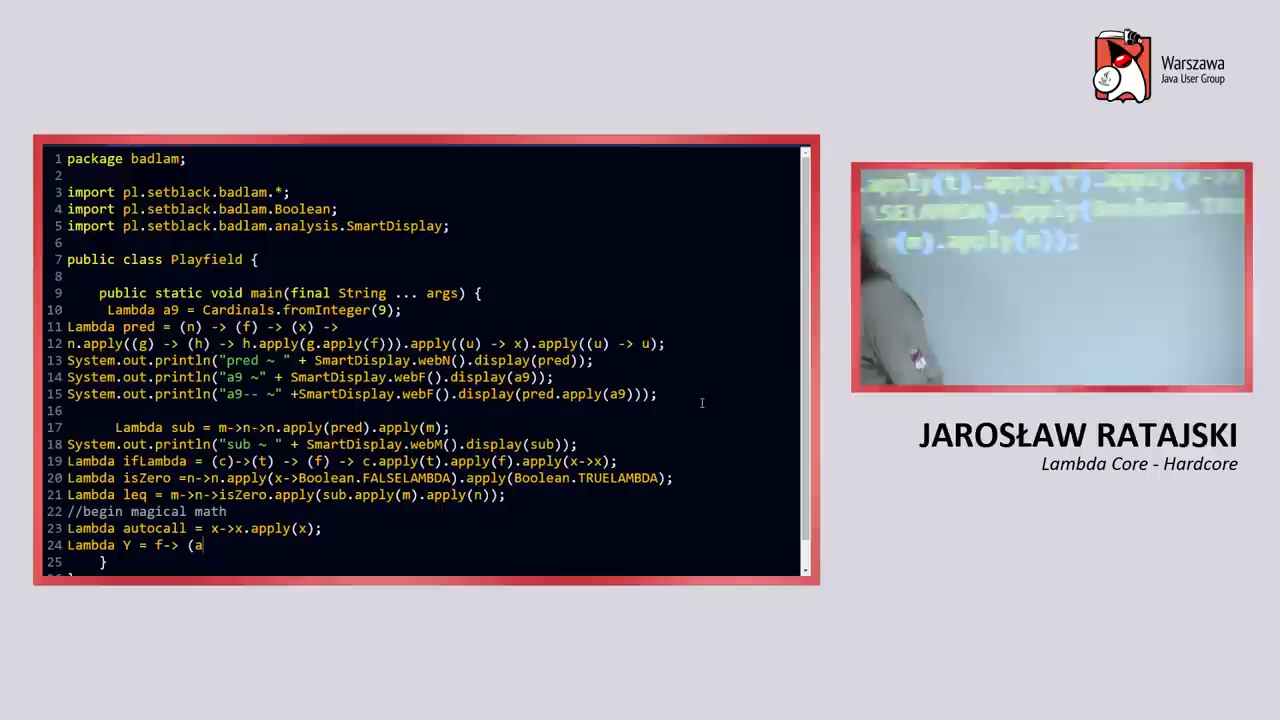 Warszawa
Java User Group
1 package badlam;
2
3 import pl.setblack.badlam.*;
4 import pl.setblack.badlam.Boolean;
5 import pl.setblack.badlam.analysis.SmartDisplay;
6
7 public class Playfield {
8
9 public static void main(final String ... args) {
10 Lambda a9 = Cardinals.fromInteger(9);
11 Lambda pred = (n) -> (f) -> (x) ->
12 n.apply((g) -> (h) -> h.apply(g.apply(f))).apply((u) -> x).apply((u) -> u);
13 System.out.println("pred ~ " + SmartDisplay.webN().display(pred));
14 System.out.println("a9 ~" + SmartDisplay.webF().display(a9));
15 System.out.println("a9-- ~" +SmartDisplay.webF().display(pred.apply(a9)));
16
17 Lambda sub = m->n->n.apply(pred).apply(m);
18 System.out.println("sub ~ " + SmartDisplay.webM().display(sub));
19 Lambda ifLambda = (c)->(t) -> (f) -> c.apply(t).apply(f).apply(x->x);
20 Lambda isZero =n->n.apply(x->Boolean.FALSELAMBDA).apply(Boolean.TRUELAMBDA);
21 Lambda leq = m->n->isZero.apply(sub.apply(m).apply(n));
22 //begin magical math
23 Lambda autocall = x->x.apply(x);
24 Lambda Y = f-> (a
25 }
JAROSŁAW RATAJSKI
Lambda Core - Hardcore